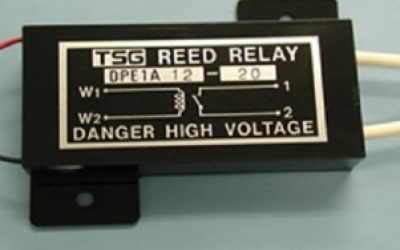 TSG REED RELAY
DPE1A 12 - 20
W1 1
W2 2
DANGER HIGH VOLTAGE